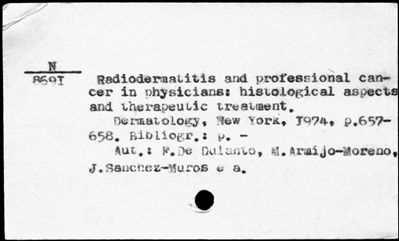 N
8691
Radiodermatitis and professional can-
cer in physicians: histological aspects
and therapeutic treatment.
Dermatology, New York, I974, p.657-
658. Bibliogr.: p. -
Aut.: F.De Dulanto, M.Armijo-Moreno,
J.Sanchez-Muros e a.